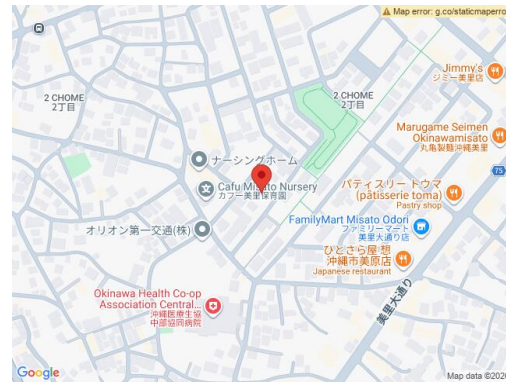 Map error: g.co/staticmaperro
Jimmy's
ジミー美里店
2 CHOME
2丁目
2 CHOME
2丁目
Marugame Seimen
Okinawamisato
丸亀製麺沖縄美里
75
ナーシングホーム
Cafu Misato Nursery
カフー美里保育園
パティスリー トウマ
(pâtisserie toma)
Pastry shop
オリオン第一交通(株)
FamilyMart Misato Odori
ファミリーマート
美里大通り店
ひとさら屋 想
沖縄市美原店
Japanese restaurant
Okinawa Health Co-op
Association Central...
沖縄医療生協
中部協同病院
美里大通り
Google
Map data ©2026